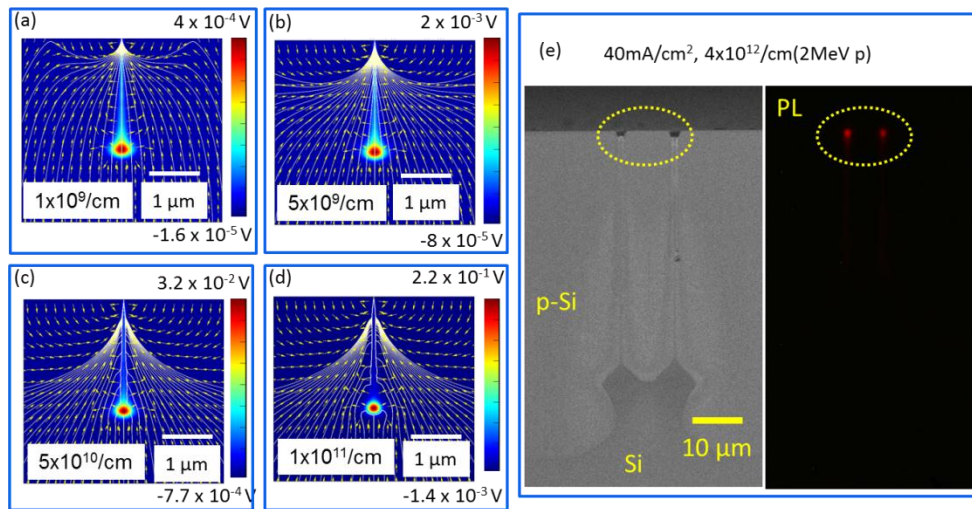 (a)
4 x 10⁻⁴ V
1x10⁹/cm
1 µm
-1.6 x 10⁻⁵ V
(b)
2 x 10⁻³ V
5x10⁹/cm
1 µm
-8 x 10⁻⁵ V
(c)
3.2 x 10⁻² V
5x10¹⁰/cm
1 µm
-7.7 x 10⁻⁴ V
(d)
2.2 x 10⁻¹ V
1x10¹¹/cm
1 µm
-1.4 x 10⁻³ V
(e)
40mA/cm², 4x10¹²/cm(2MeV p)
PL
p-Si
10 µm
Si